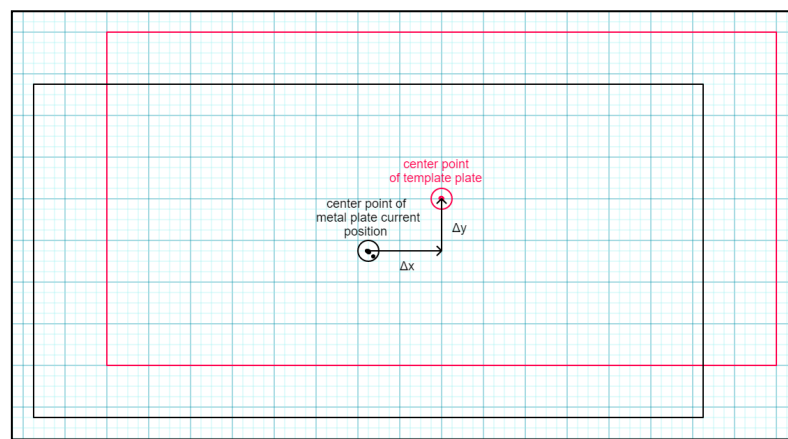 center point
of template plate
center point of
metal plate current
position
Δy
Δx